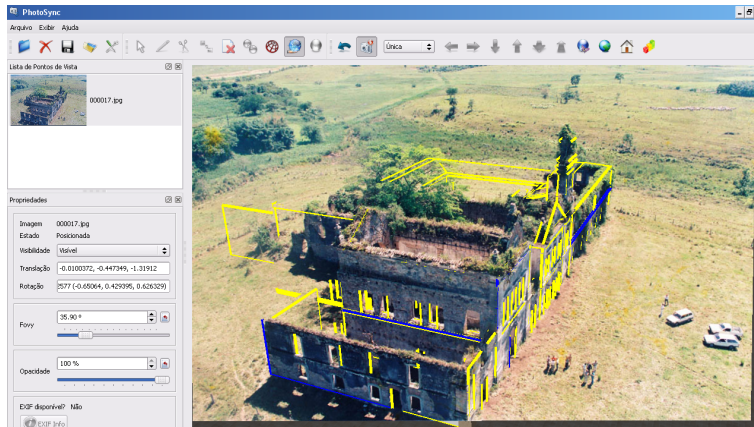 PhotoSync
Arquivo Exibir Ajuda
Única
Lista de Pontos de Vista
000017.jpg
Propriedades
Imagem 000017.jpg
Estado Posicionada
Visibilidade Visível
Translação -0.0100372, -0.447349, -1.31912
Rotação 2577 (-0.65064, 0.429395, 0.626329)
Fovy 35.90 °
Opacidade 100 %
EXIF disponível? Não
EXIF Info